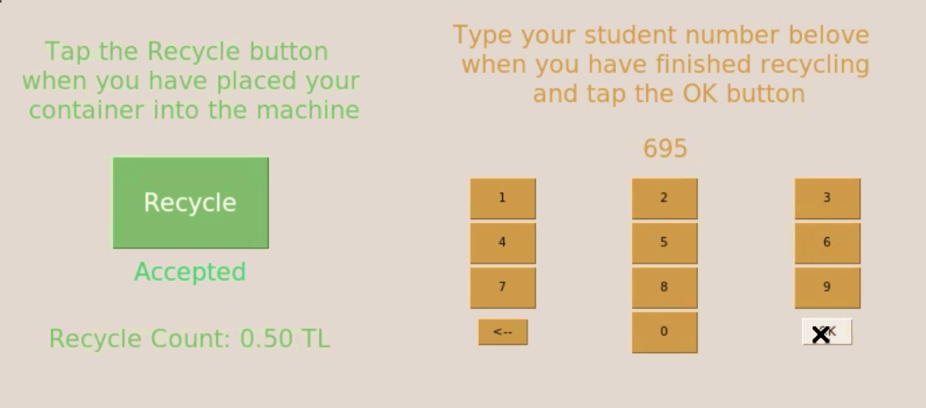 Tap the Recycle button
when you have placed your
container into the machine
Recycle
Accepted
Recycle Count: 0.50 TL
Type your student number belove
when you have finished recycling
and tap the OK button
695
1 2 3
4 5 6
7 8 9
<-- 0